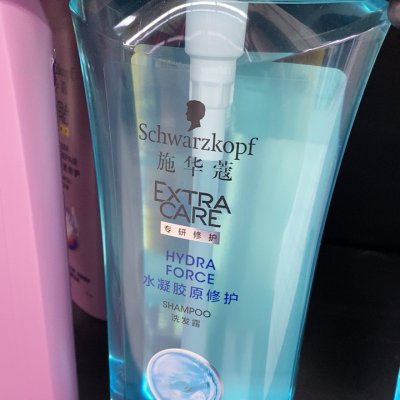 Schwarzkopf
施华蔻
EXTRA
CARE
专研修护
HYDRA
FORCE
水凝胶原修护
SHAMPOO
洗发露